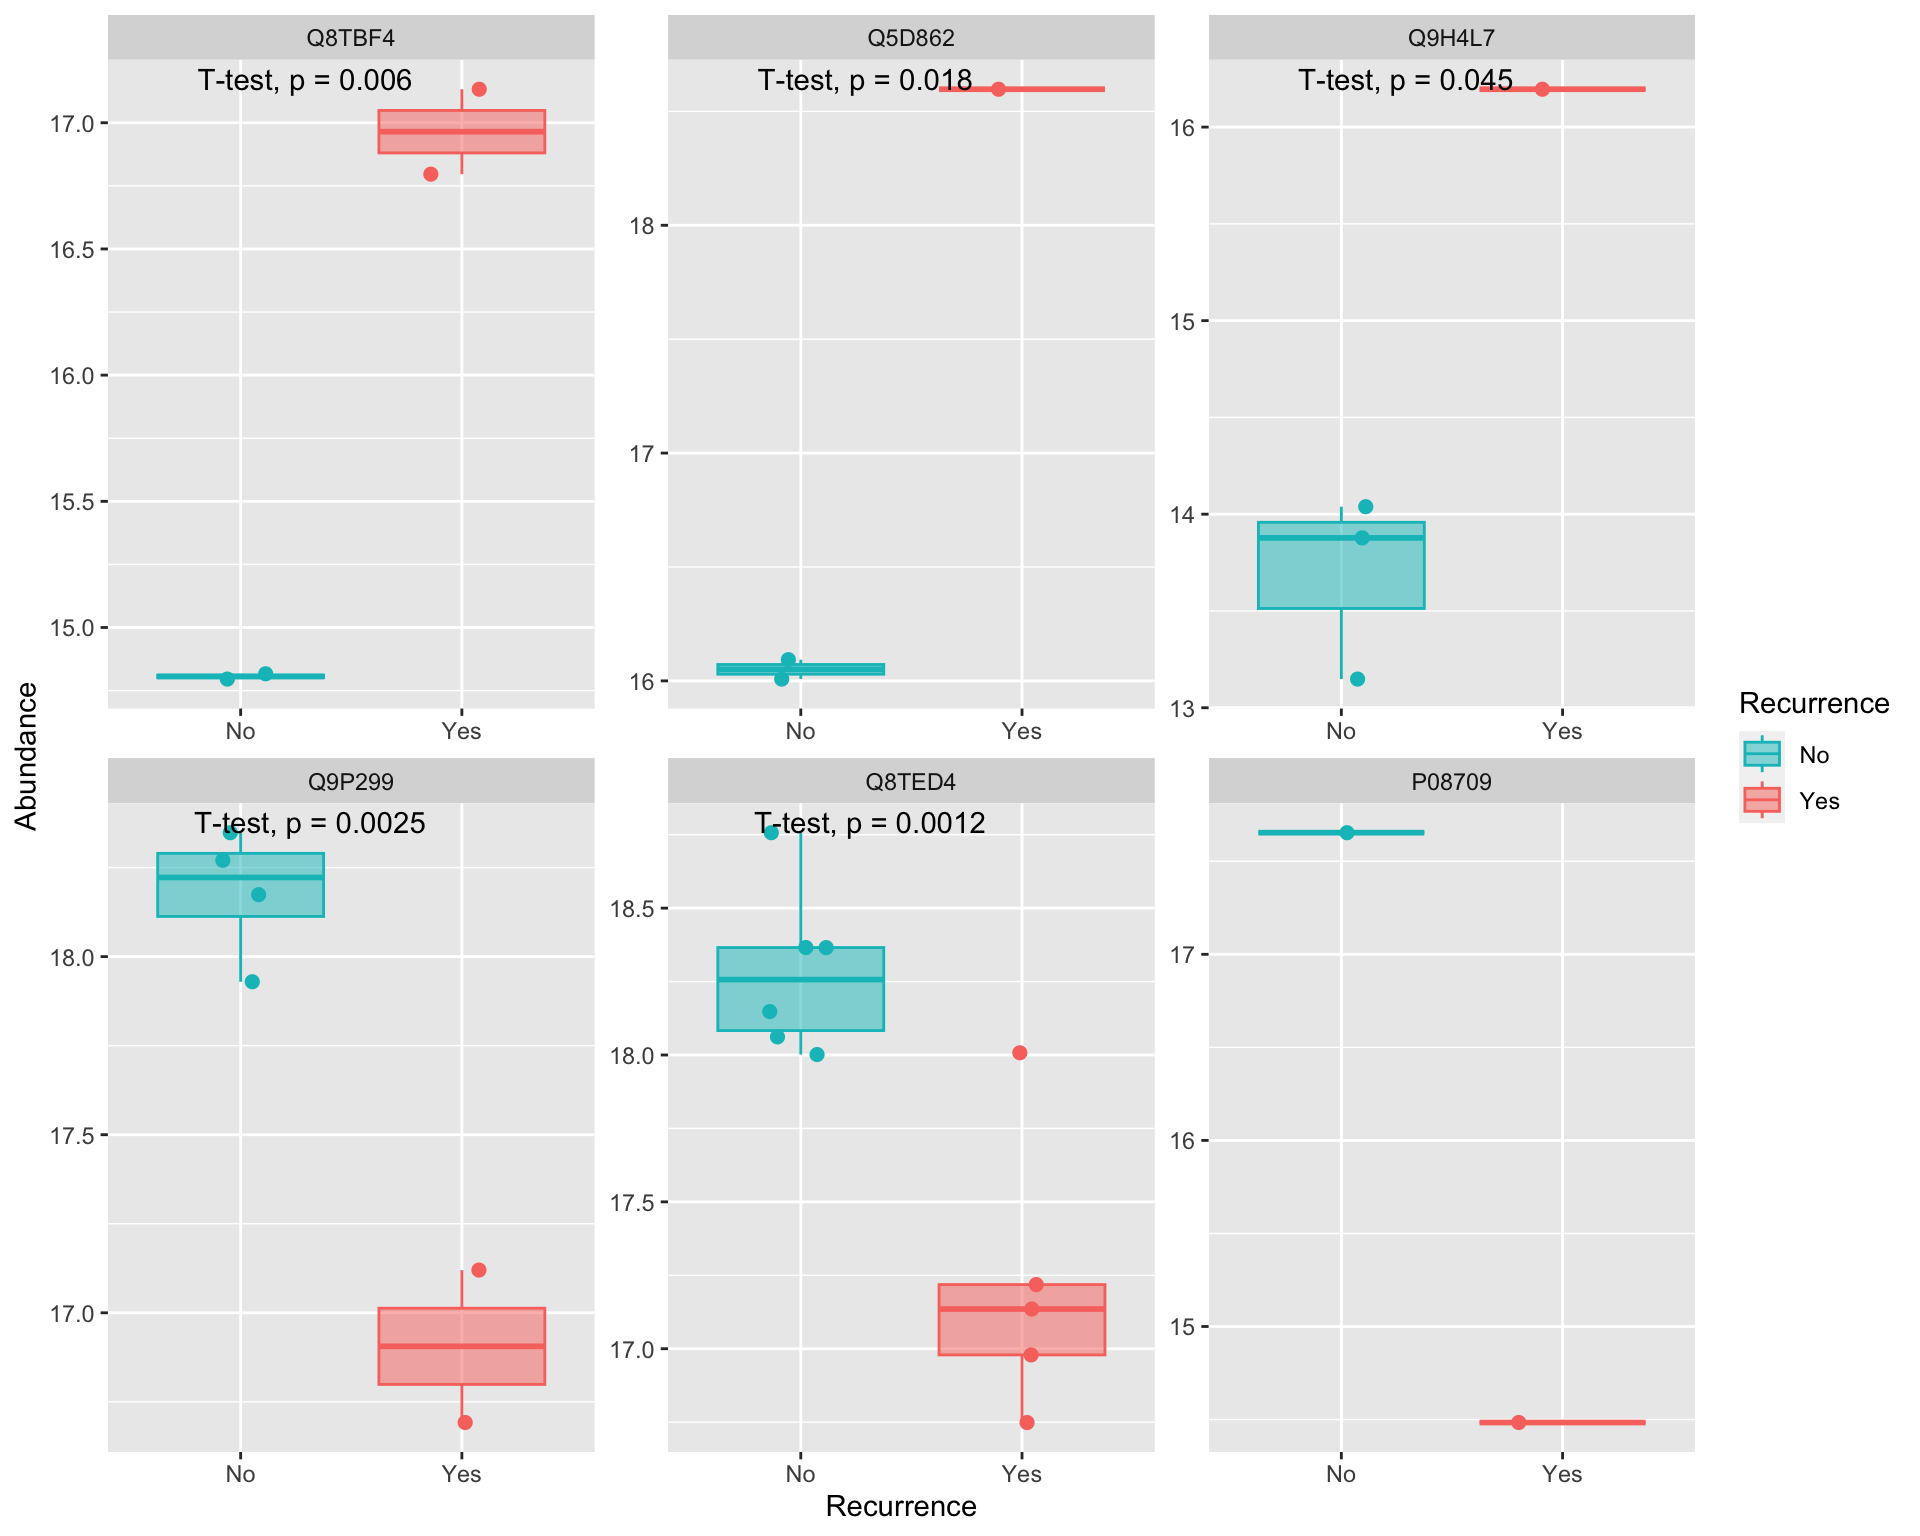 Q8TBF4
Q5D862
Q9H4L7
T-test, p = 0.006
T-test, p = 0.018
T-test, p = 0.045
17.0
16.5
16.0
15.5
15.0
18
17
16
16
15
14
13
No
Yes
No
Yes
No
Yes
Abundance
Q9P299
Q8TED4
P08709
T-test, p = 0.0025
T-test, p = 0.0012
18.0
17.5
17.0
18.5
18.0
17.5
17.0
17
16
15
No
Yes
No
Yes
No
Yes
Recurrence
Recurrence
No
Yes